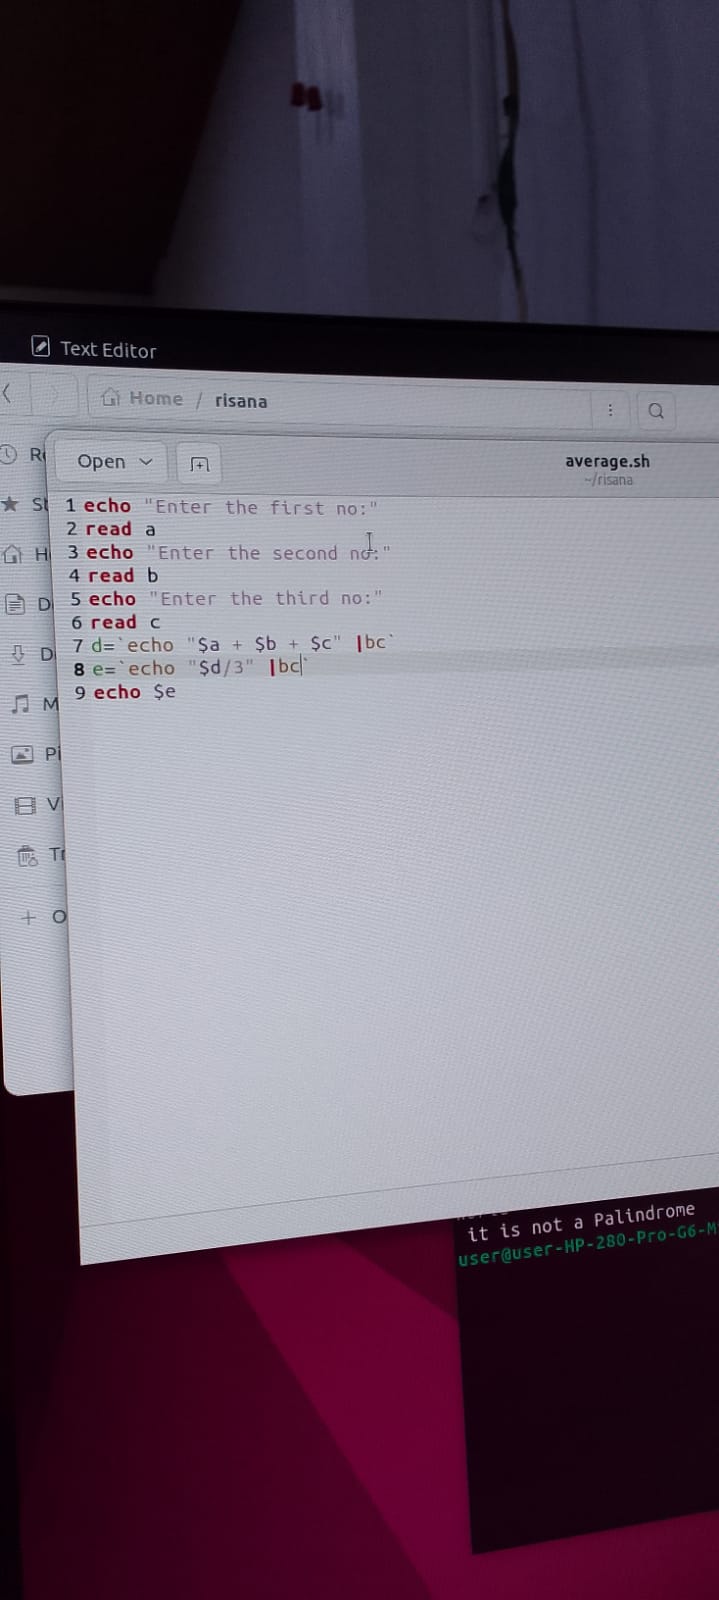 Text Editor
Home / risana
Open
average.sh
~/risana
1 echo "Enter the first no:"
2 read a
3 echo "Enter the second no:"
4 read b
5 echo "Enter the third no:"
6 read c
7 d=`echo "$a + $b + $c" |bc`
8 e=`echo "$d/3" |bc`
9 echo $e
R
St
H
D
D
M
Pi
V
Tr
+ O
it is not a Palindrome
user@user-HP-280-Pro-G6-M